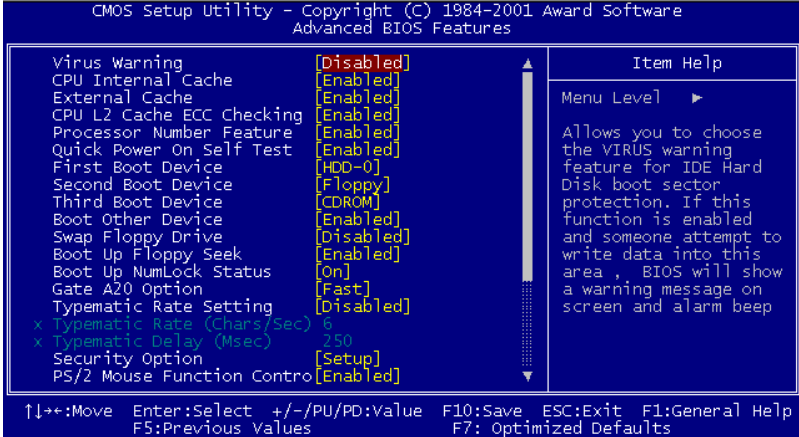 CMOS Setup Utility – Copyright (C) 1984-2001 Award Software
Advanced BIOS Features
Virus Warning [Disabled]
CPU Internal Cache [Enabled]
External Cache [Enabled]
CPU L2 Cache ECC Checking [Enabled]
Processor Number Feature [Enabled]
Quick Power On Self Test [Enabled]
First Boot Device [HDD-0]
Second Boot Device [Floppy]
Third Boot Device [CDROM]
Boot Other Device [Enabled]
Swap Floppy Drive [Disabled]
Boot Up Floppy Seek [Enabled]
Boot Up NumLock Status [On]
Gate A20 Option [Fast]
Typematic Rate Setting [Disabled]
x Typematic Rate (Chars/Sec) 6
x Typematic Delay (Msec) 250
Security Option [Setup]
PS/2 Mouse Function Contro[Enabled]
Item Help
Menu Level ►
Allows you to choose
the VIRUS warning
feature for IDE Hard
Disk boot sector
protection. If this
function is enabled
and someone attempt to
write data into this
area , BIOS will show
a warning message on
screen and alarm beep
↑↓→←:Move Enter:Select +/-/PU/PD:Value F10:Save ESC:Exit F1:General Help
F5:Previous Values F7: Optimized Defaults